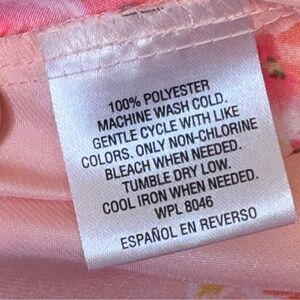 100% POLYESTER
MACHINE WASH COLD.
GENTLE CYCLE WITH LIKE
COLORS. ONLY NON-CHLORINE
BLEACH WHEN NEEDED.
TUMBLE DRY LOW.
COOL IRON WHEN NEEDED.
WPL 8046
ESPAÑOL EN REVERSO